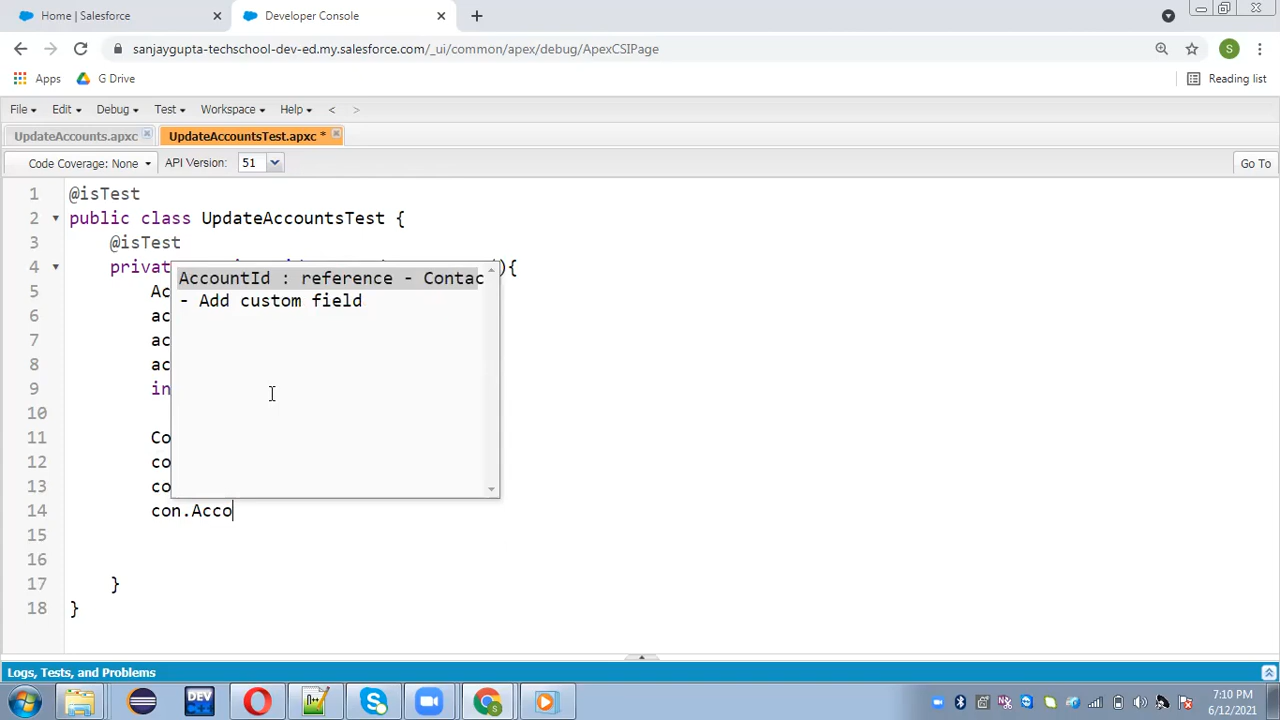 Home | Salesforce
Developer Console
sanjaygupta-techschool-dev-ed.my.salesforce.com/_ui/common/apex/debug/ApexCSIPage
S
Apps
G Drive
Reading list
File
Edit
Debug
Test
Workspace
Help
<
>
UpdateAccounts.apxc
UpdateAccountsTest.apxc *
Code Coverage: None
API Version:
51
Go To
1 @isTest
2 public class UpdateAccountsTest {
3 @isTest
4 privat
){
AccountId : reference - Contac
5 Ac
- Add custom field
6 ac
7 ac
8 ac
9 in
10
11 Co
12 co
13 co
14 con.Acco
15
16
17 }
18 }
Logs, Tests, and Problems
DEV
7:10 PM
6/12/2021